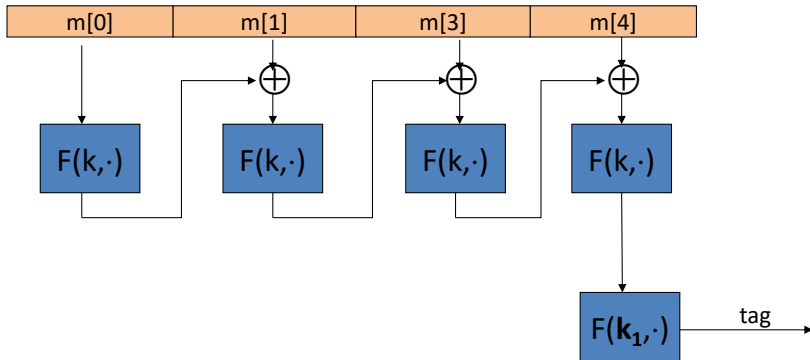 m[0] m[1] m[3] m[4]
F(k,·) F(k,·) F(k,·) F(k,·)
F(k₁,·) tag